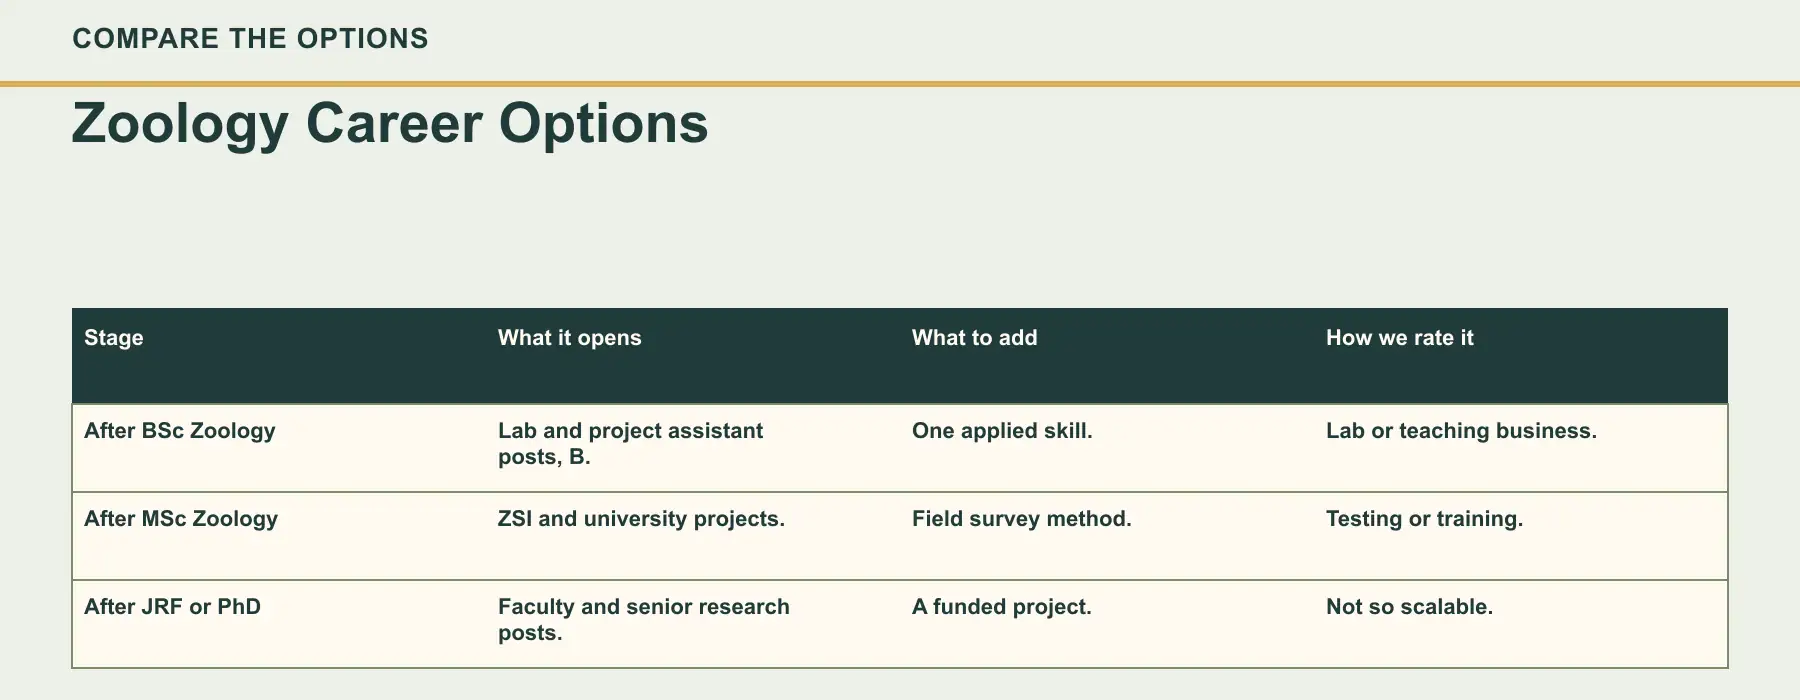 COMPARE THE OPTIONS
Zoology Career Options
Stage
What it opens
What to add
How we rate it
After BSc Zoology
Lab and project assistant
posts, B.
One applied skill.
Lab or teaching business.
After MSc Zoology
ZSI and university projects.
Field survey method.
Testing or training.
After JRF or PhD
Faculty and senior research
posts.
A funded project.
Not so scalable.